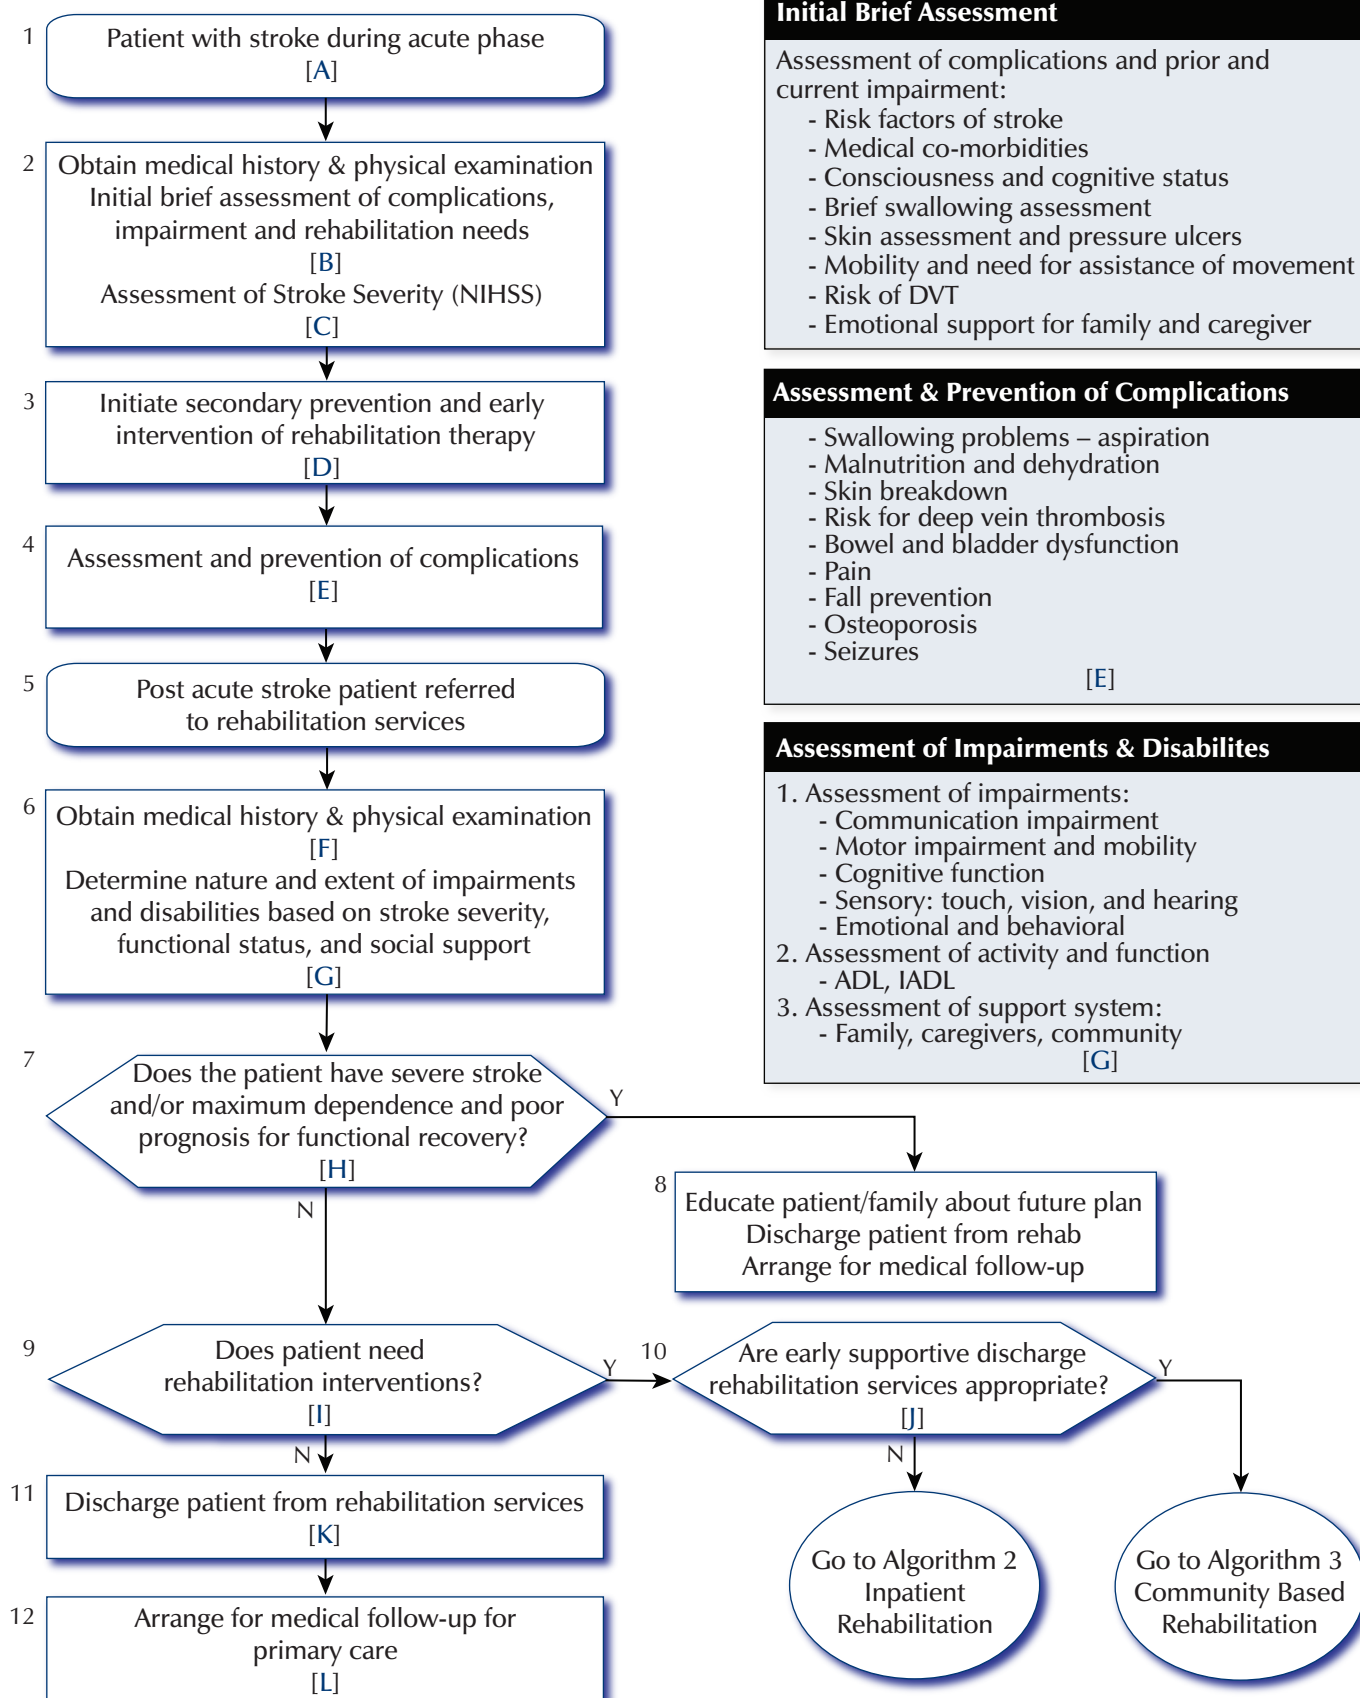 1
Patient with stroke during acute phase
[A]
2
Obtain medical history & physical examination
Initial brief assessment of complications,
impairment and rehabilitation needs
[B]
Assessment of Stroke Severity (NIHSS)
[C]
3
Initiate secondary prevention and early
intervention of rehabilitation therapy
[D]
4
Assessment and prevention of complications
[E]
5
Post acute stroke patient referred
to rehabilitation services
6
Obtain medical history & physical examination
[F]
Determine nature and extent of impairments
and disabilities based on stroke severity,
functional status, and social support
[G]
7
Does the patient have severe stroke
and/or maximum dependence and poor
prognosis for functional recovery?
[H]
Y
N
8
Educate patient/family about future plan
Discharge patient from rehab
Arrange for medical follow-up
9
Does patient need
rehabilitation interventions?
[I]
Y
N
10
Are early supportive discharge
rehabilitation services appropriate?
[J]
Y
N
11
Discharge patient from rehabilitation services
[K]
12
Arrange for medical follow-up for
primary care
[L]
Go to Algorithm 2
Inpatient
Rehabilitation
Go to Algorithm 3
Community Based
Rehabilitation
Initial Brief Assessment
Assessment of complications and prior and
current impairment:
- Risk factors of stroke
- Medical co-morbidities
- Consciousness and cognitive status
- Brief swallowing assessment
- Skin assessment and pressure ulcers
- Mobility and need for assistance of movement
- Risk of DVT
- Emotional support for family and caregiver
Assessment & Prevention of Complications
- Swallowing problems – aspiration
- Malnutrition and dehydration
- Skin breakdown
- Risk for deep vein thrombosis
- Bowel and bladder dysfunction
- Pain
- Fall prevention
- Osteoporosis
- Seizures
[E]
Assessment of Impairments & Disabilites
1. Assessment of impairments:
- Communication impairment
- Motor impairment and mobility
- Cognitive function
- Sensory: touch, vision, and hearing
- Emotional and behavioral
2. Assessment of activity and function
- ADL, IADL
3. Assessment of support system:
- Family, caregivers, community
[G]